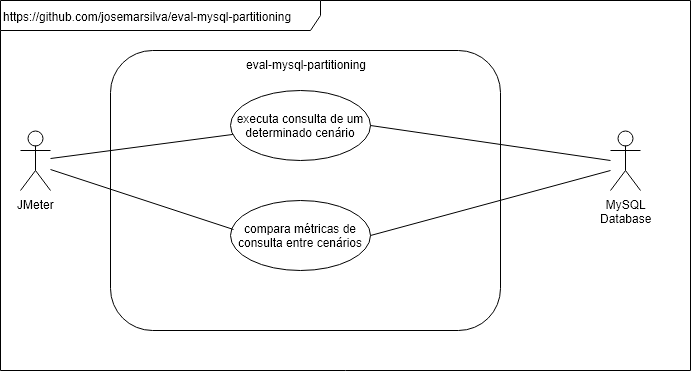 https://github.com/josemarsilva/eval-mysql-partitioning
eval-mysql-partitioning
executa consulta de um
determinado cenário
JMeter
MySQL
Database
compara métricas de
consulta entre cenários